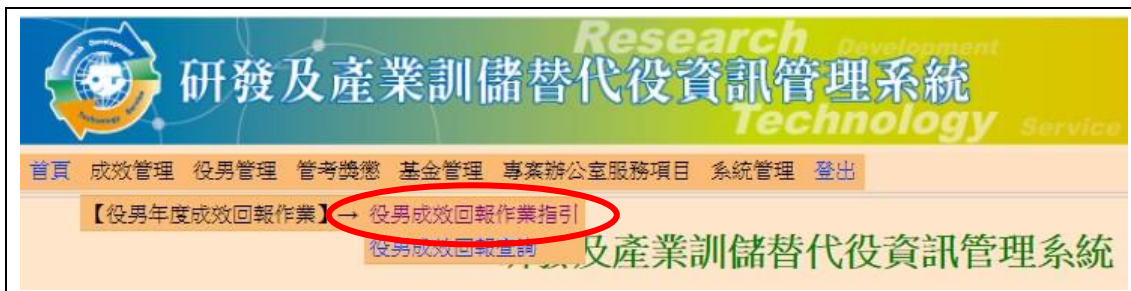 Research Development
研發及產業訓儲替代役資訊管理系統
Technology Service
首頁 成效管理 役男管理 管考獎懲 基金管理 專案辦公室服務項目 系統管理 登出
【役男年度成效回報作業】→ 役男成效回報作業指引
役男成效回報查詢
研發及產業訓儲替代役資訊管理系統